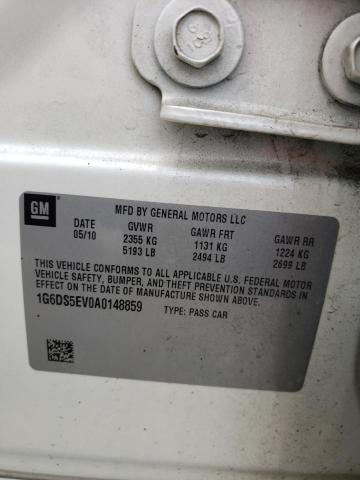 GM
MFD BY GENERAL MOTORS LLC
DATE GVWR GAWR FRT GAWR RR
05/10 2355 KG 1131 KG 1224 KG
5193 LB 2494 LB 2699 LB
THIS VEHICLE CONFORMS TO ALL APPLICABLE U.S. FEDERAL MOTOR
VEHICLE SAFETY, BUMPER, AND THEFT PREVENTION STANDARDS
IN EFFECT ON THE DATE OF MANUFACTURE SHOWN ABOVE.
1G6DS5EV0A0148859 TYPE: PASS CAR